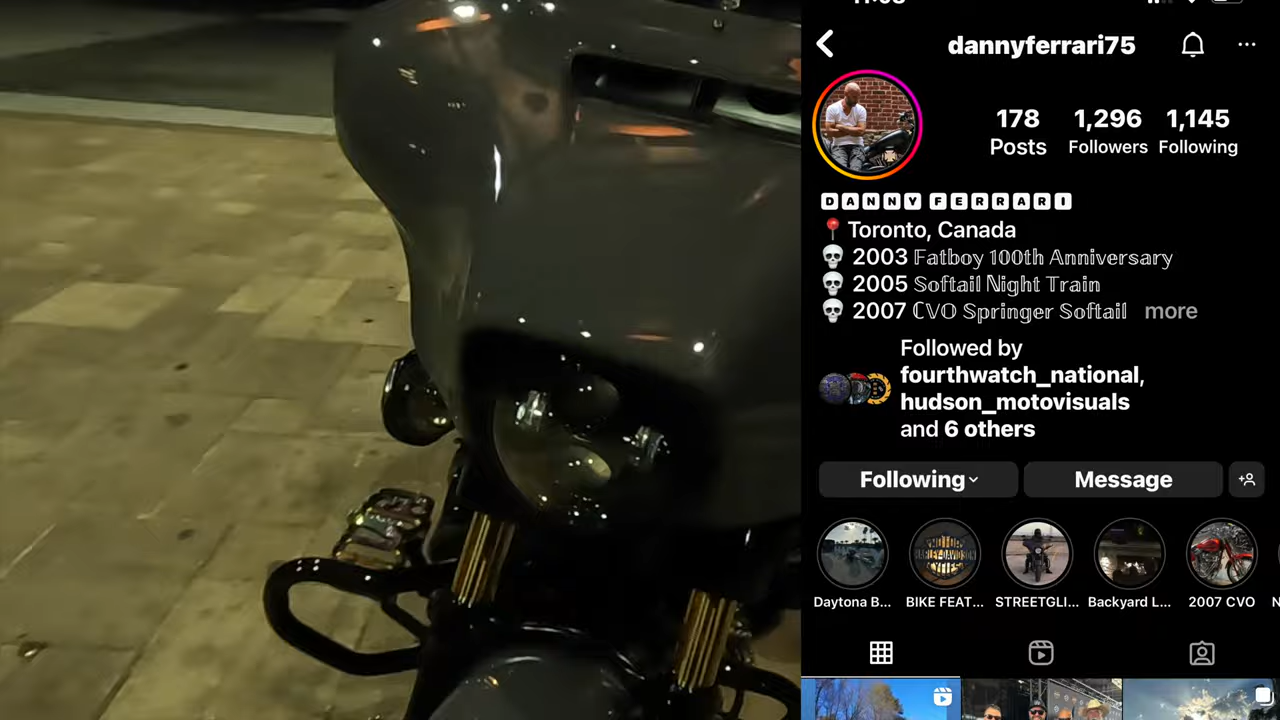 dannyferrari75
178 1,296 1,145
Posts Followers Following
DANNY FERRARI
Toronto, Canada
2003 Fatboy 100th Anniversary
2005 Softail Night Train
2007 CVO Springer Softail more
Followed by
fourthwatch_national,
hudson_motovisuals
and 6 others
Following Message
Daytona B... BIKE FEAT... STREETGLI... Backyard L... 2007 CVO